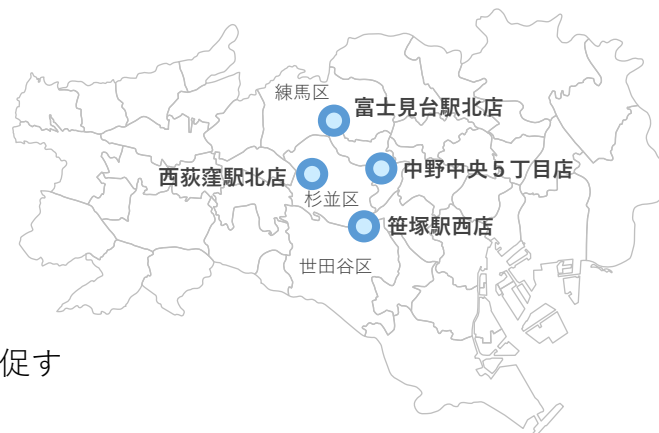 練馬区
富士見台駅北店
中野中央５丁目店
西荻窪駅北店
杉並区
笹塚駅西店
世田谷区
促す